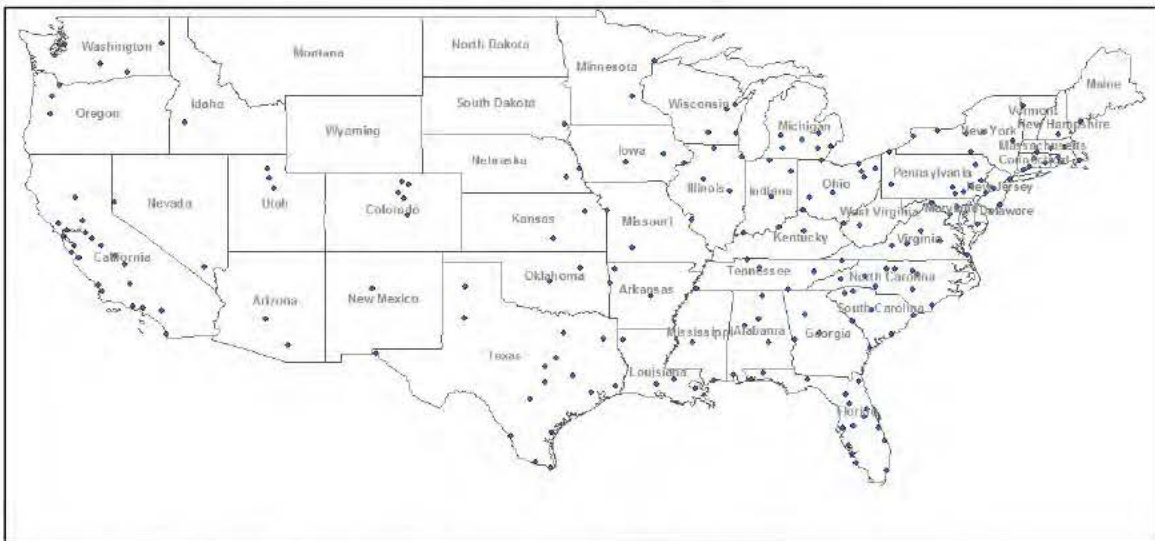 Washington
Montana
North Dakota
Minnesota
Maine
Oregon
Idaho
South Dakota
Wisconsin
Michigan
Vermont
New York
New Hampshire
Wyoming
Massachusetts
Connecticut
Iowa
Nebraska
Pennsylvania
Nevada
Utah
Colorado
Illinois
Indiana
Ohio
New Jersey
Maryland
Delaware
Kansas
Missouri
West Virginia
Kentucky
Virginia
California
Tennessee
North Carolina
Oklahoma
Arkansas
Arizona
New Mexico
South Carolina
Mississippi
Alabama
Georgia
Texas
Louisiana
Florida